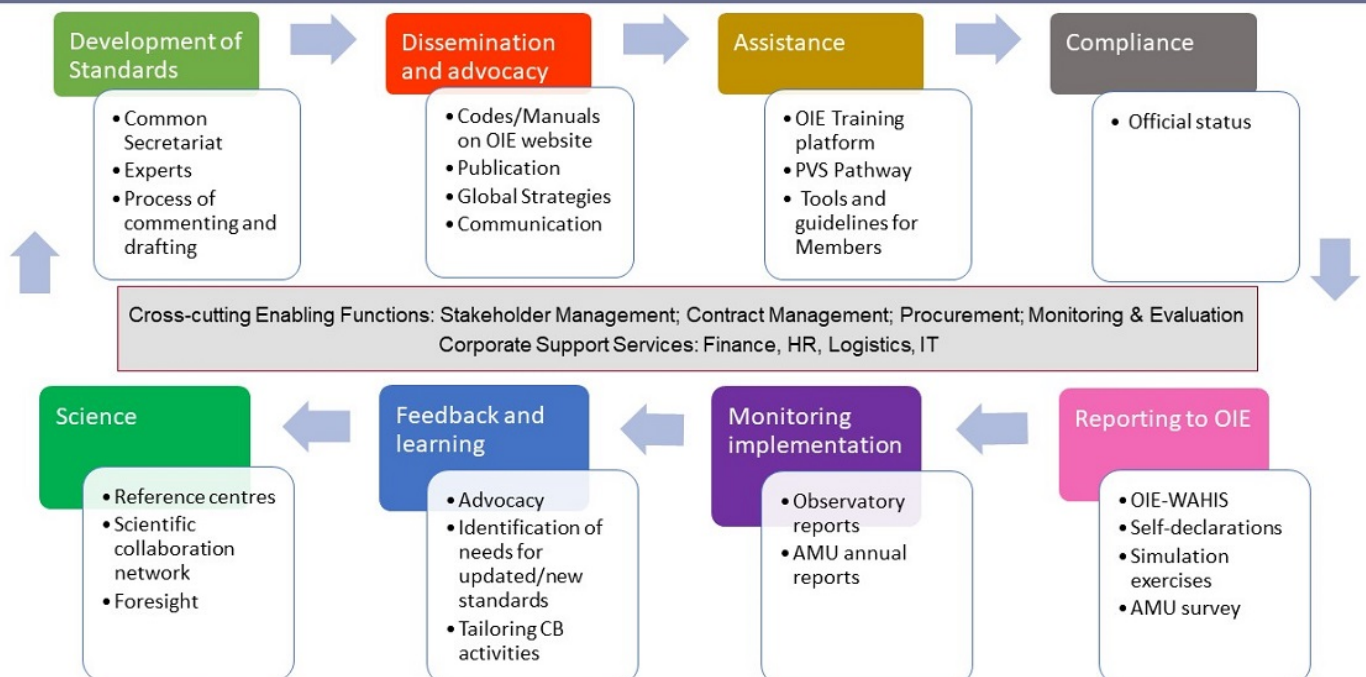 Development of
Standards
• Common
Secretariat
• Experts
• Process of
commenting and
drafting
Dissemination
and advocacy
• Codes/Manuals
on OIE website
• Publication
• Global Strategies
• Communication
Assistance
• OIE Training
platform
• PVS Pathway
• Tools and
guidelines for
Members
Compliance
• Official status
Cross-cutting Enabling Functions: Stakeholder Management; Contract Management; Procurement; Monitoring & Evaluation
Corporate Support Services: Finance, HR, Logistics, IT
Science
• Reference centres
• Scientific
collaboration
network
• Foresight
Feedback and
learning
• Advocacy
• Identification of
needs for
updated/new
standards
• Tailoring CB
activities
Monitoring
implementation
• Observatory
reports
• AMU annual
reports
Reporting to OIE
• OIE-WAHIS
• Self-declarations
• Simulation
exercises
• AMU survey